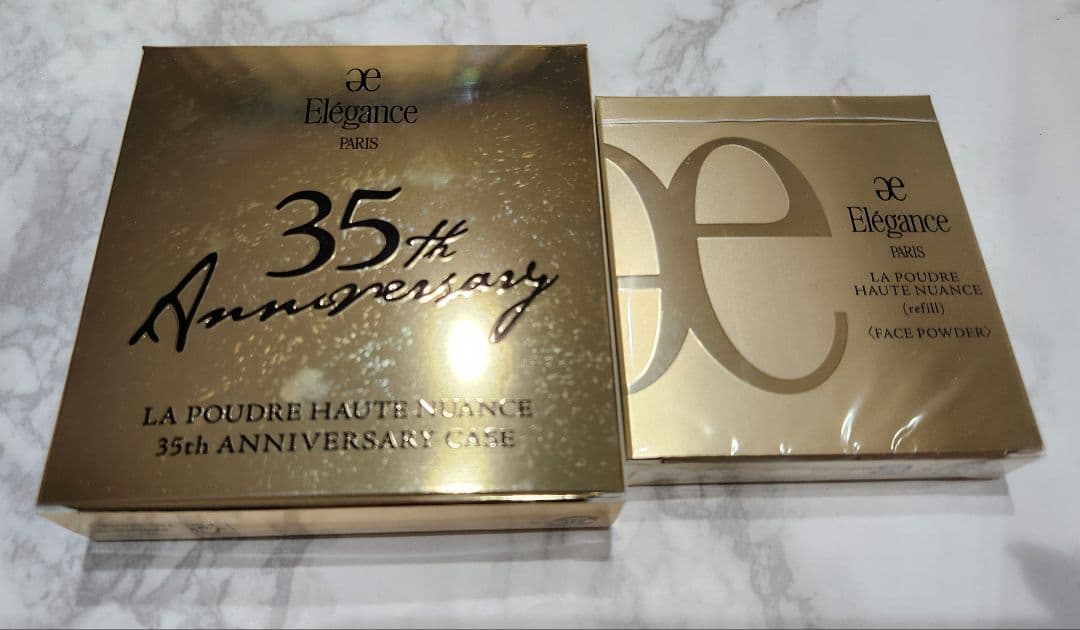 æ
Elégance
PARIS
35th
Anniversary
LA POUDRE HAUTE NUANCE
35th ANNIVERSARY CASE
æ
æ
Elégance
PARIS
LA POUDRE
HAUTE NUANCE
(refill)
〈FACE POWDER〉